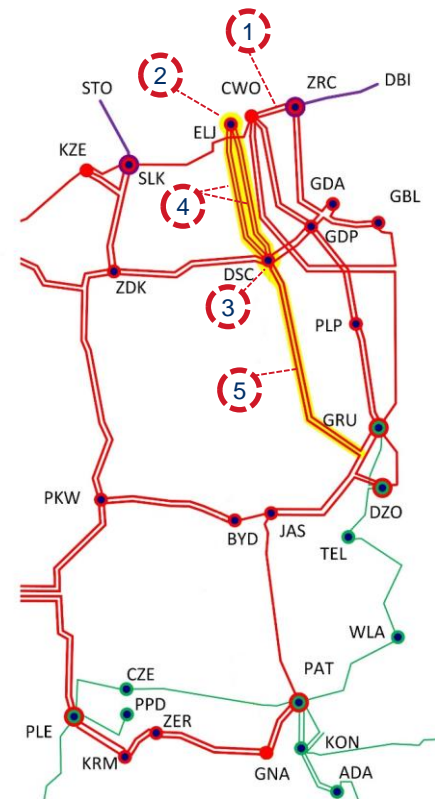 1
2
CWO
ZRC
DBI
STO
ELJ
KZE
SLK
4
GDA
GBL
GDP
ZDK
DSC
3
PLP
5
GRU
PKW
DZO
BYD
JAS
TEL
WLA
CZE
PAT
PPD
PLE
ZER
KON
KRM
GNA
ADA